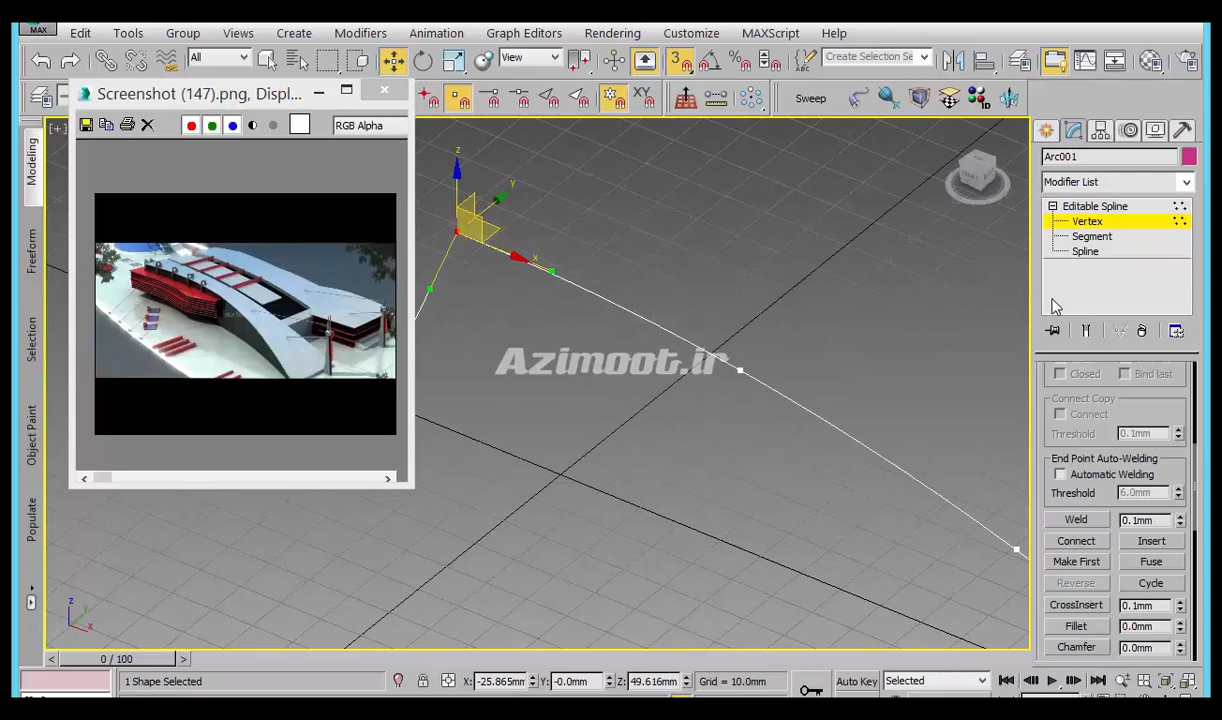 MAX
Edit Tools Group Views Create Modifiers Animation Graph Editors Rendering Customize MAXScript Help
All View 3 Create Selection Se
Screenshot (147).png, Displ...
XY Sweep
RGB Alpha
[+]
Modeling
Freeform
Selection
Object Paint
Populate
z
y
x
Azimoot.ir
Arc001
Modifier List
Editable Spline
Vertex
Segment
Spline
Closed Bind last
Connect Copy
Connect
Threshold 0.1mm
End Point Auto-Welding
Automatic Welding
Threshold 6.0mm
Weld 0.1mm
Connect Insert
Make First Fuse
Reverse Cycle
CrossInsert 0.1mm
Fillet 0.0mm
Chamfer 0.0mm
z
y
x
< 0 / 100 >
1 Shape Selected X: -25.865mm Y: -0.0mm Z: 49.616mm Grid = 10.0mm Auto Key Selected